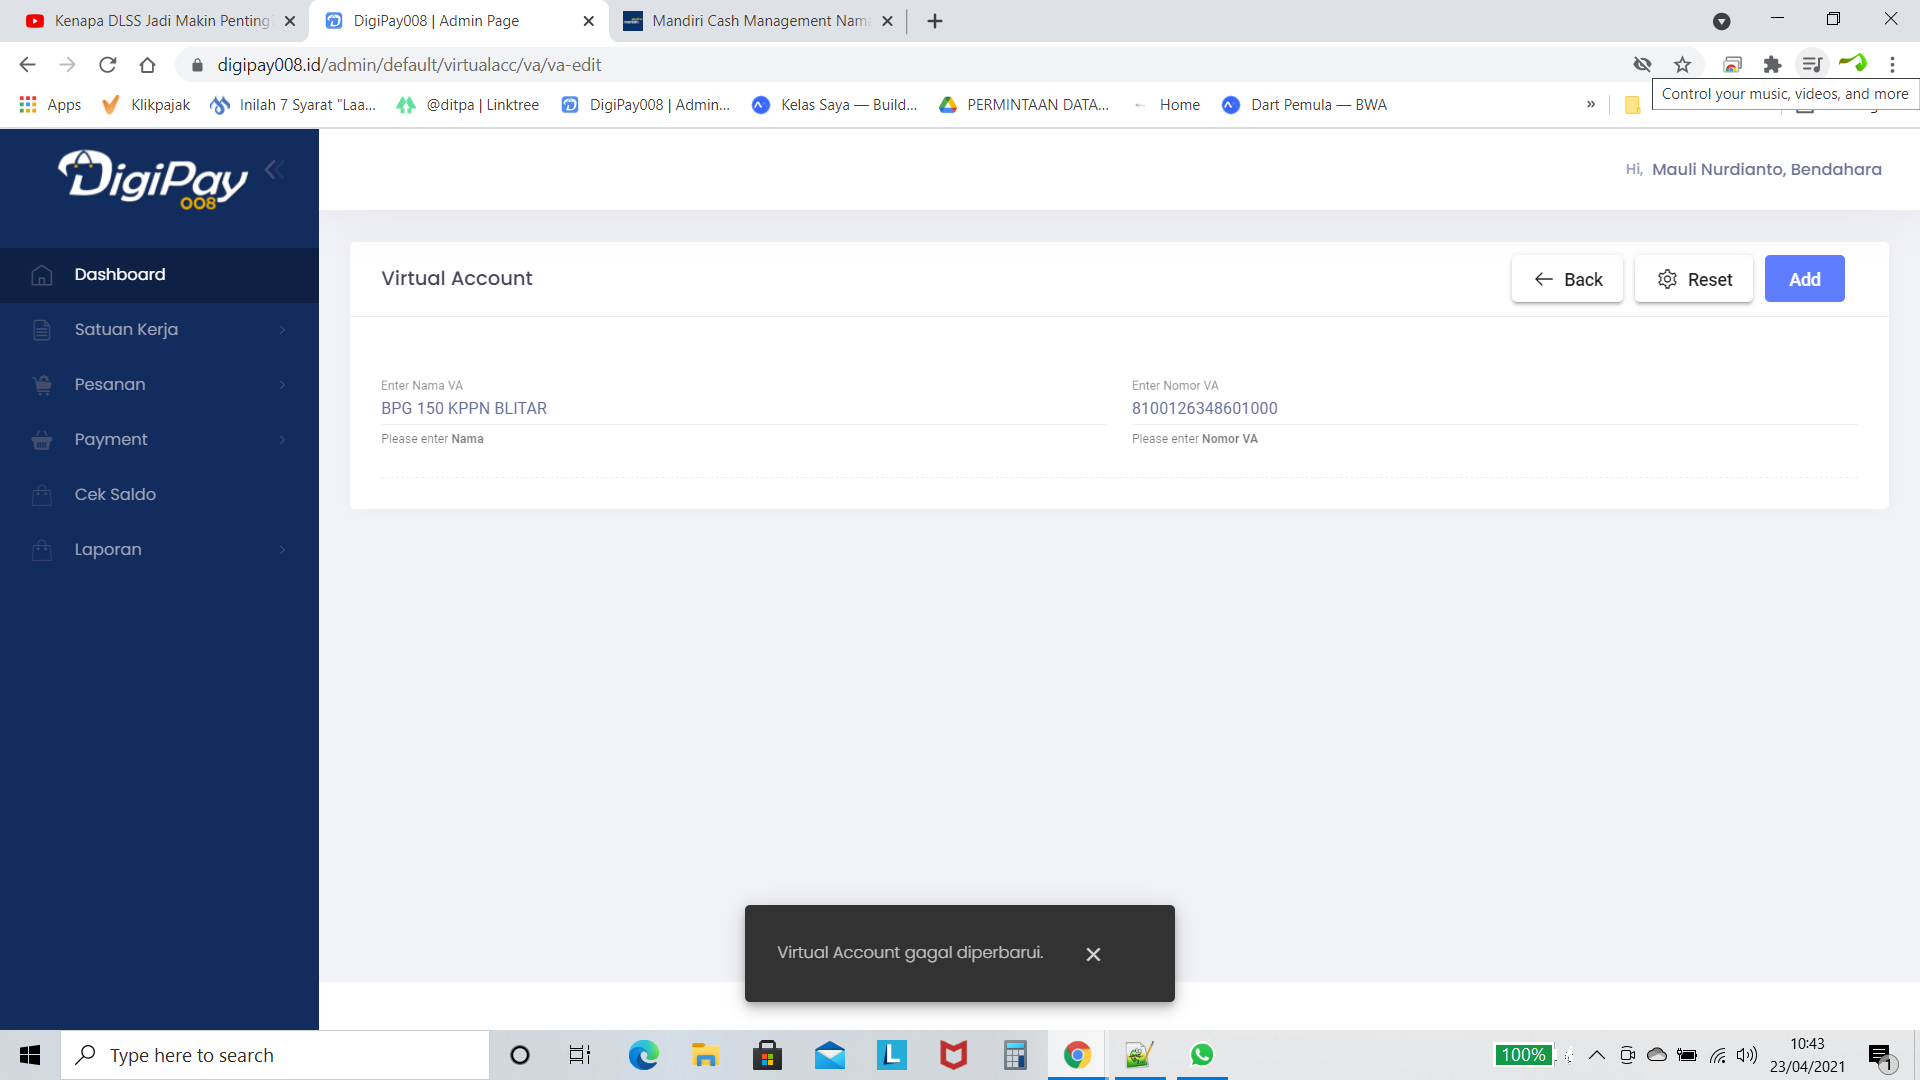 Kenapa DLSS Jadi Makin Penting
DigiPay008 | Admin Page
Mandiri Cash Management Nam
digipay008.id/admin/default/virtualacc/va/va-edit
Control your music, videos, and more
Apps
Klikpajak
Inilah 7 Syarat "Laa...
@ditpa | Linktree
DigiPay008 | Admin...
Kelas Saya — Build...
PERMINTAAN DATA...
Home
Dart Pemula — BWA
»
DigiPay
008
Hi, Mauli Nurdianto, Bendahara
Dashboard
Satuan Kerja
Pesanan
Payment
Cek Saldo
Laporan
Virtual Account
Back
Reset
Add
Enter Nama VA
BPG 150 KPPN BLITAR
Please enter Nama
Enter Nomor VA
8100126348601000
Please enter Nomor VA
Virtual Account gagal diperbarui.
Type here to search
100%
10:43
23/04/2021
1